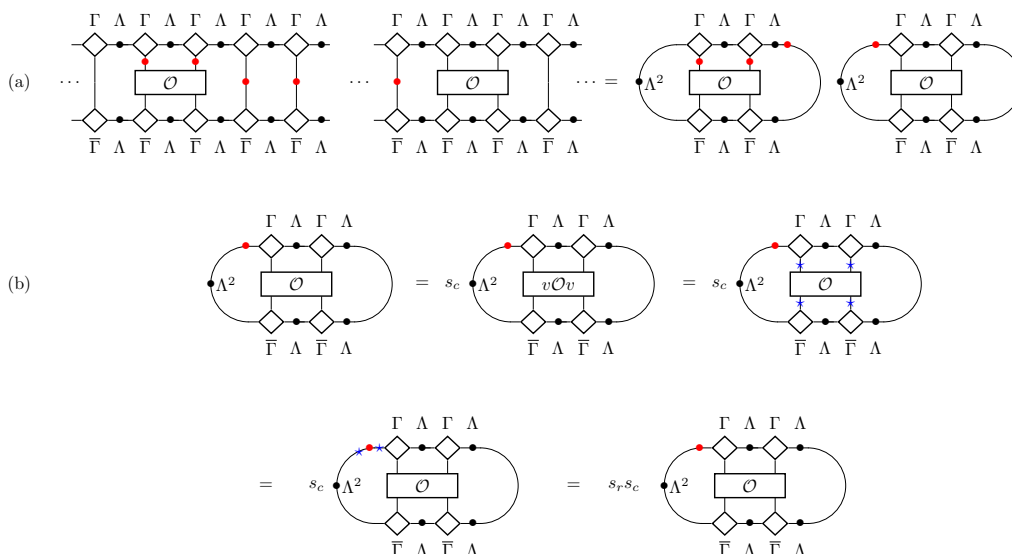 Γ Λ Γ Λ Γ Λ Γ Λ Γ Λ Γ Λ Γ Λ Γ Λ Γ Λ Γ Λ Γ Λ Γ Λ Γ Λ
(a) ⋯ 𝒪 ⋯ 𝒪 ⋯ = Λ² 𝒪 Λ² 𝒪
Γ̅ Λ Γ̅ Λ Γ̅ Λ Γ̅ Λ Γ̅ Λ Γ̅ Λ Γ̅ Λ Γ̅ Λ Γ̅ Λ Γ̅ Λ Γ̅ Λ Γ̅ Λ Γ̅ Λ
Γ Λ Γ Λ Γ Λ Γ Λ Γ Λ Γ Λ
(b) Λ² 𝒪 = s_c Λ² v𝒪v = s_c Λ² 𝒪
Γ̅ Λ Γ̅ Λ Γ̅ Λ Γ̅ Λ Γ̅ Λ Γ̅ Λ
Γ Λ Γ Λ Γ Λ Γ Λ
= s_c Λ² 𝒪 = s_r s_c Λ² 𝒪
Γ̅ Λ Γ̅ Λ Γ̅ Λ Γ̅ Λ